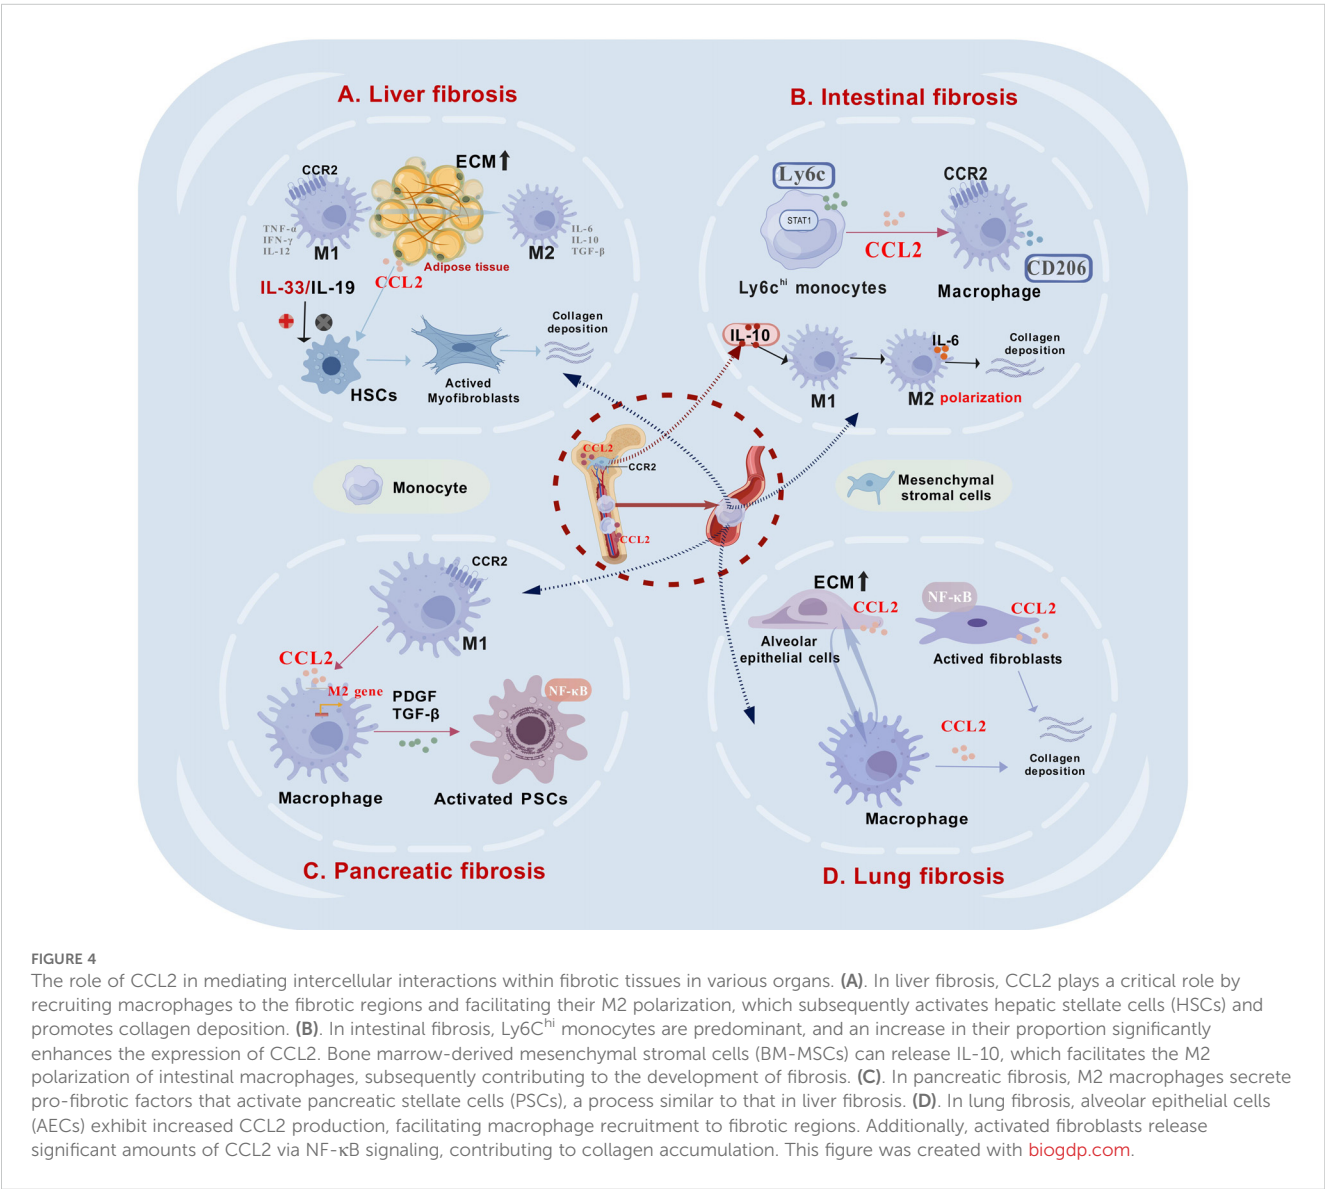 A. Liver fibrosis
CCR2
ECM
TNF-α
IFN-γ
IL-12
M1
IL-6
IL-10
TGF-β
M2
Adipose tissue
CCL2
IL-33/IL-19
HSCs
Actived
Myofibroblasts
Collagen
deposition
B. Intestinal fibrosis
Ly6c
STAT1
CCR2
CCL2
CD206
Ly6c^hi monocytes
Macrophage
IL-10
M1
IL-6
M2 polarization
Collagen
deposition
Monocyte
CCL2
CCR2
CCL2
Mesenchymal
stromal cells
CCR2
M1
CCL2
M2 gene
PDGF
TGF-β
NF-κB
Macrophage
Activated PSCs
C. Pancreatic fibrosis
ECM
CCL2
Alveolar
epithelial cells
NF-κB
CCL2
Actived fibroblasts
CCL2
Collagen
deposition
Macrophage
D. Lung fibrosis
FIGURE 4
The role of CCL2 in mediating intercellular interactions within fibrotic tissues in various organs. (A). In liver fibrosis, CCL2 plays a critical role by
recruiting macrophages to the fibrotic regions and facilitating their M2 polarization, which subsequently activates hepatic stellate cells (HSCs) and
promotes collagen deposition. (B). In intestinal fibrosis, Ly6C^hi monocytes are predominant, and an increase in their proportion significantly
enhances the expression of CCL2. Bone marrow-derived mesenchymal stromal cells (BM-MSCs) can release IL-10, which facilitates the M2
polarization of intestinal macrophages, subsequently contributing to the development of fibrosis. (C). In pancreatic fibrosis, M2 macrophages secrete
pro-fibrotic factors that activate pancreatic stellate cells (PSCs), a process similar to that in liver fibrosis. (D). In lung fibrosis, alveolar epithelial cells
(AECs) exhibit increased CCL2 production, facilitating macrophage recruitment to fibrotic regions. Additionally, activated fibroblasts release
significant amounts of CCL2 via NF-κB signaling, contributing to collagen accumulation. This figure was created with biogdp.com.